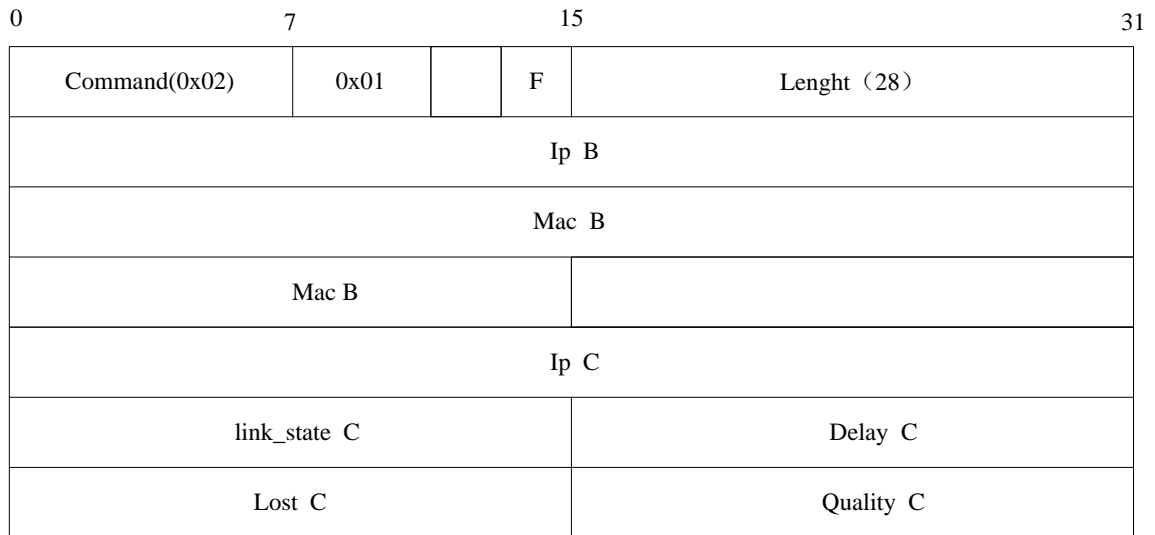 0 7 15 31
Command(0x02) 0x01 F Lenght（28）
Ip B
Mac B
Mac B
Ip C
link_state C Delay C
Lost C Quality C